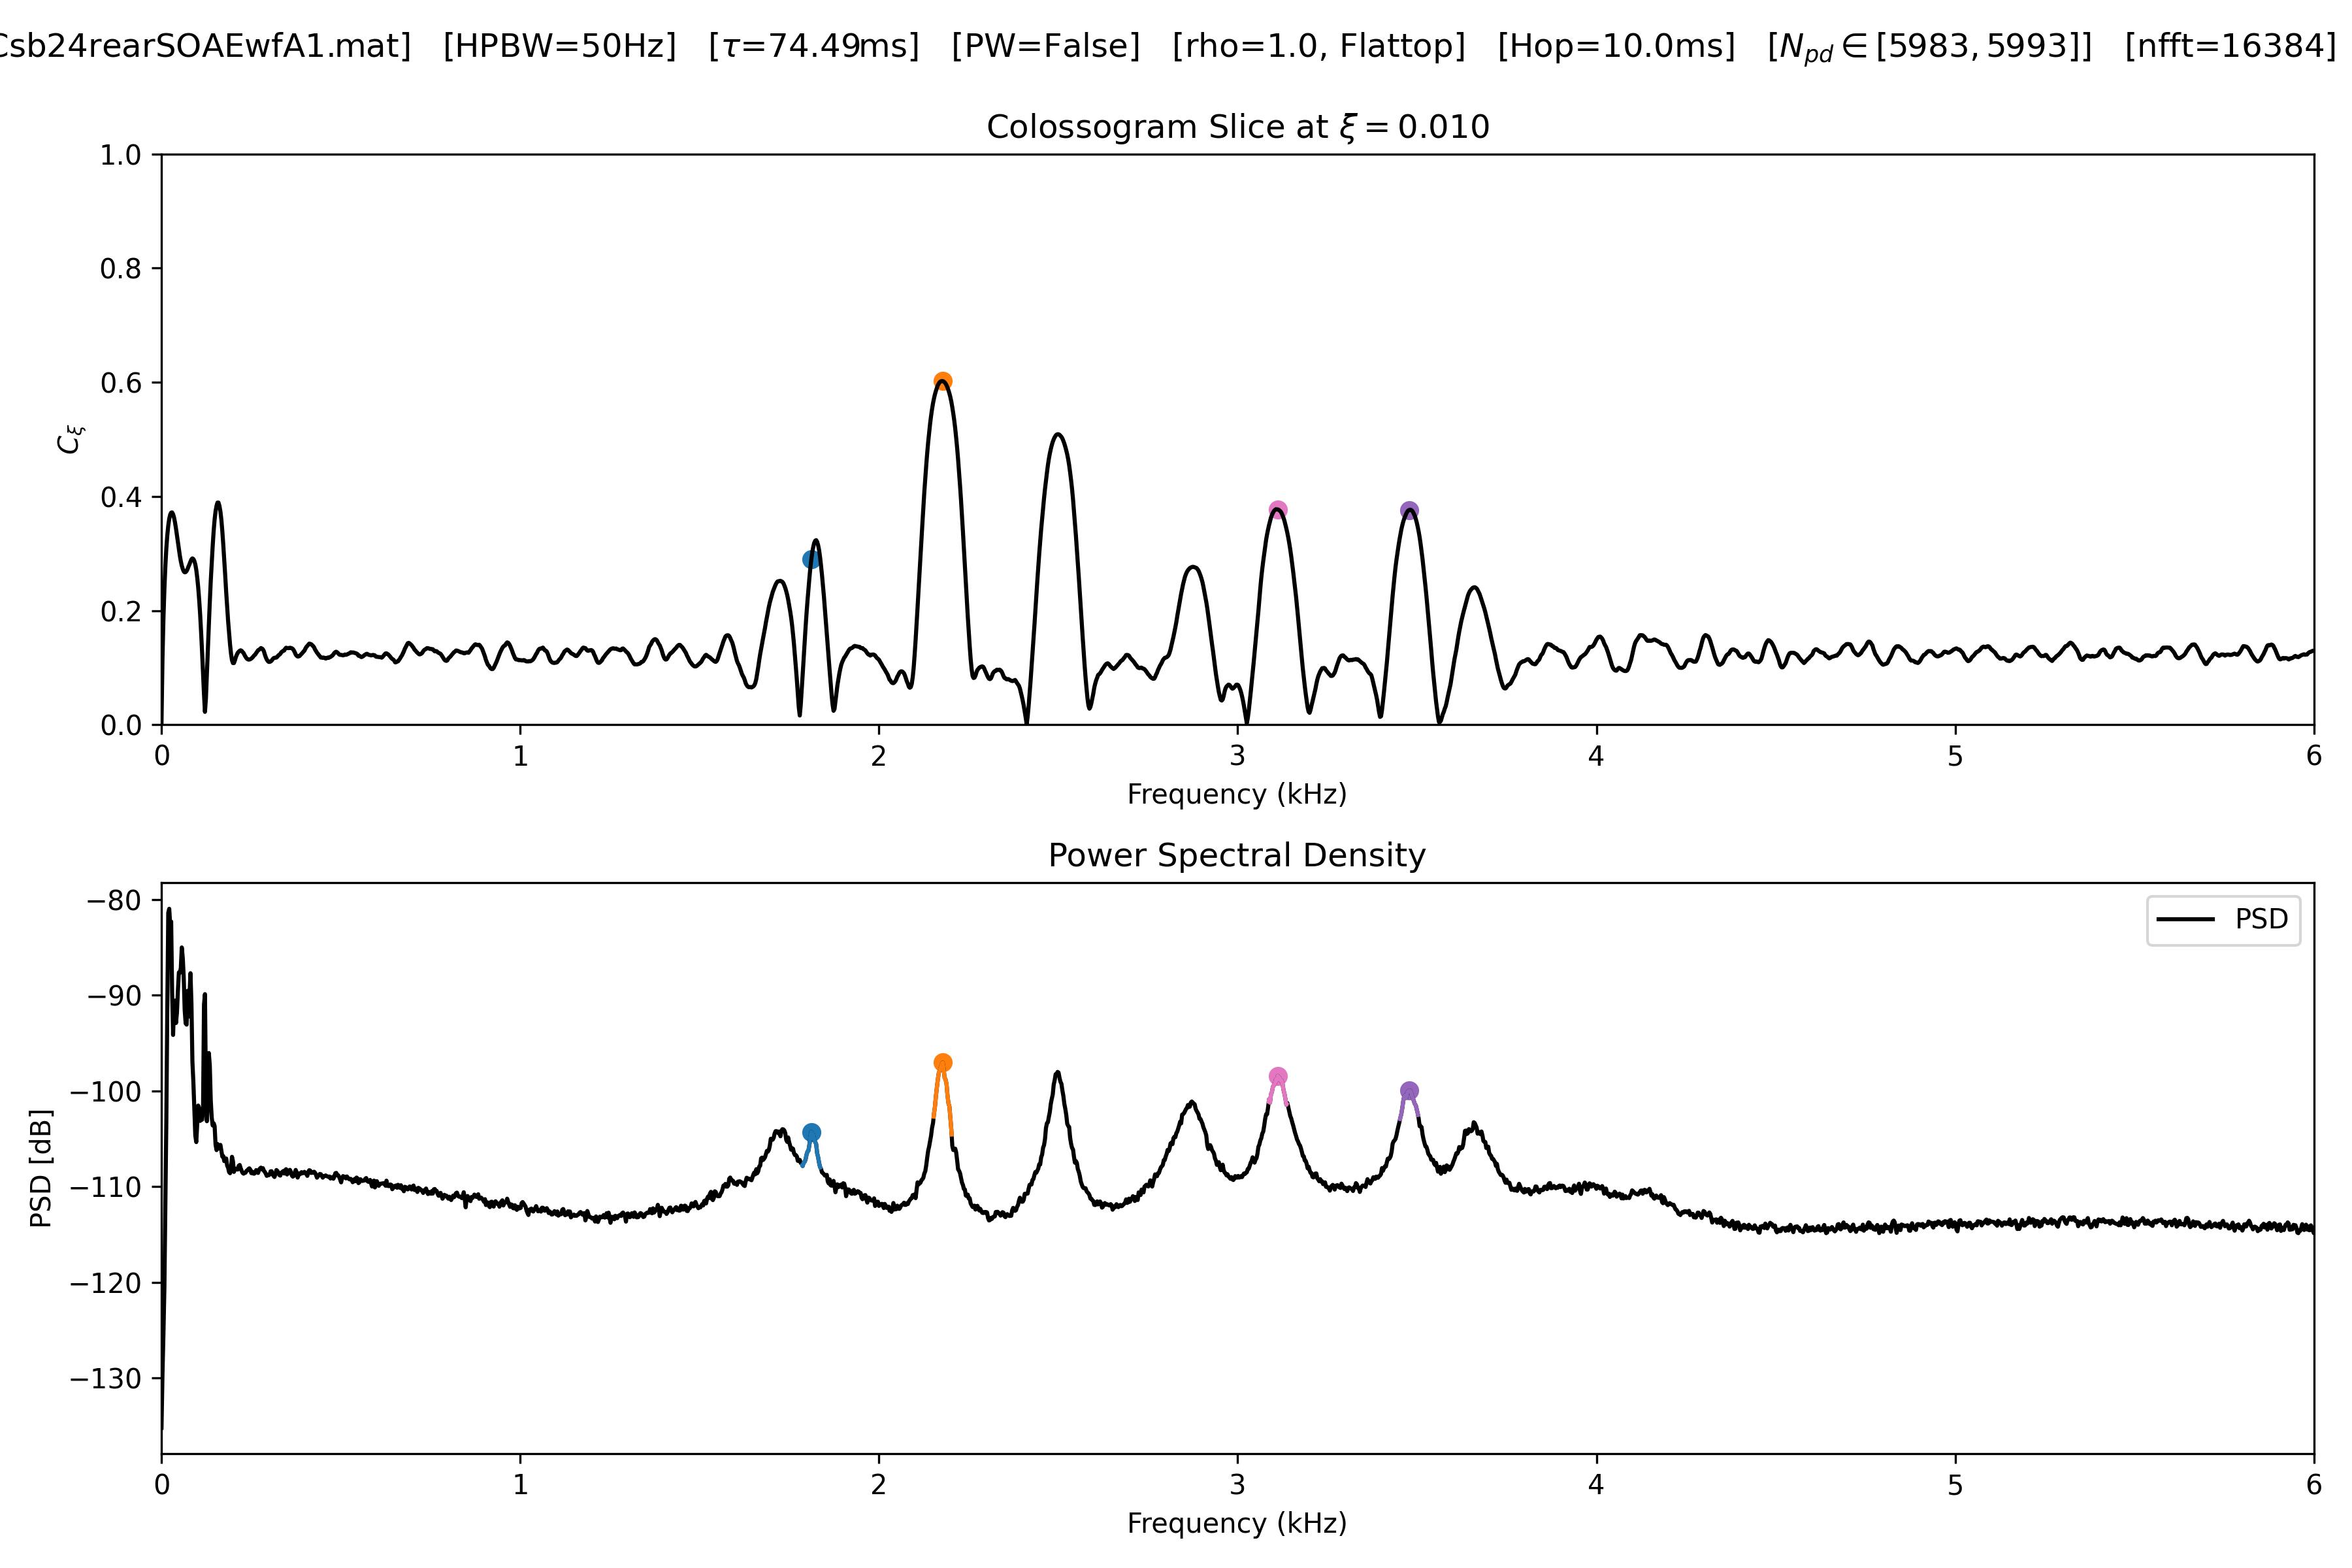 Csb24rearSOAEwfA1.mat] [HPBW=50Hz] [τ=74.49ms] [PW=False] [rho=1.0, Flattop] [Hop=10.0ms] [N_pd ∈ [5983, 5993]] [nfft=16384]
Colossogram Slice at ξ = 0.010
1.0
0.8
0.6
0.4
0.2
0.0
C_ξ
0 1 2 3 4 5 6
Frequency (kHz)
Power Spectral Density
PSD
−80
−90
−100
−110
−120
−130
PSD [dB]
0 1 2 3 4 5 6
Frequency (kHz)